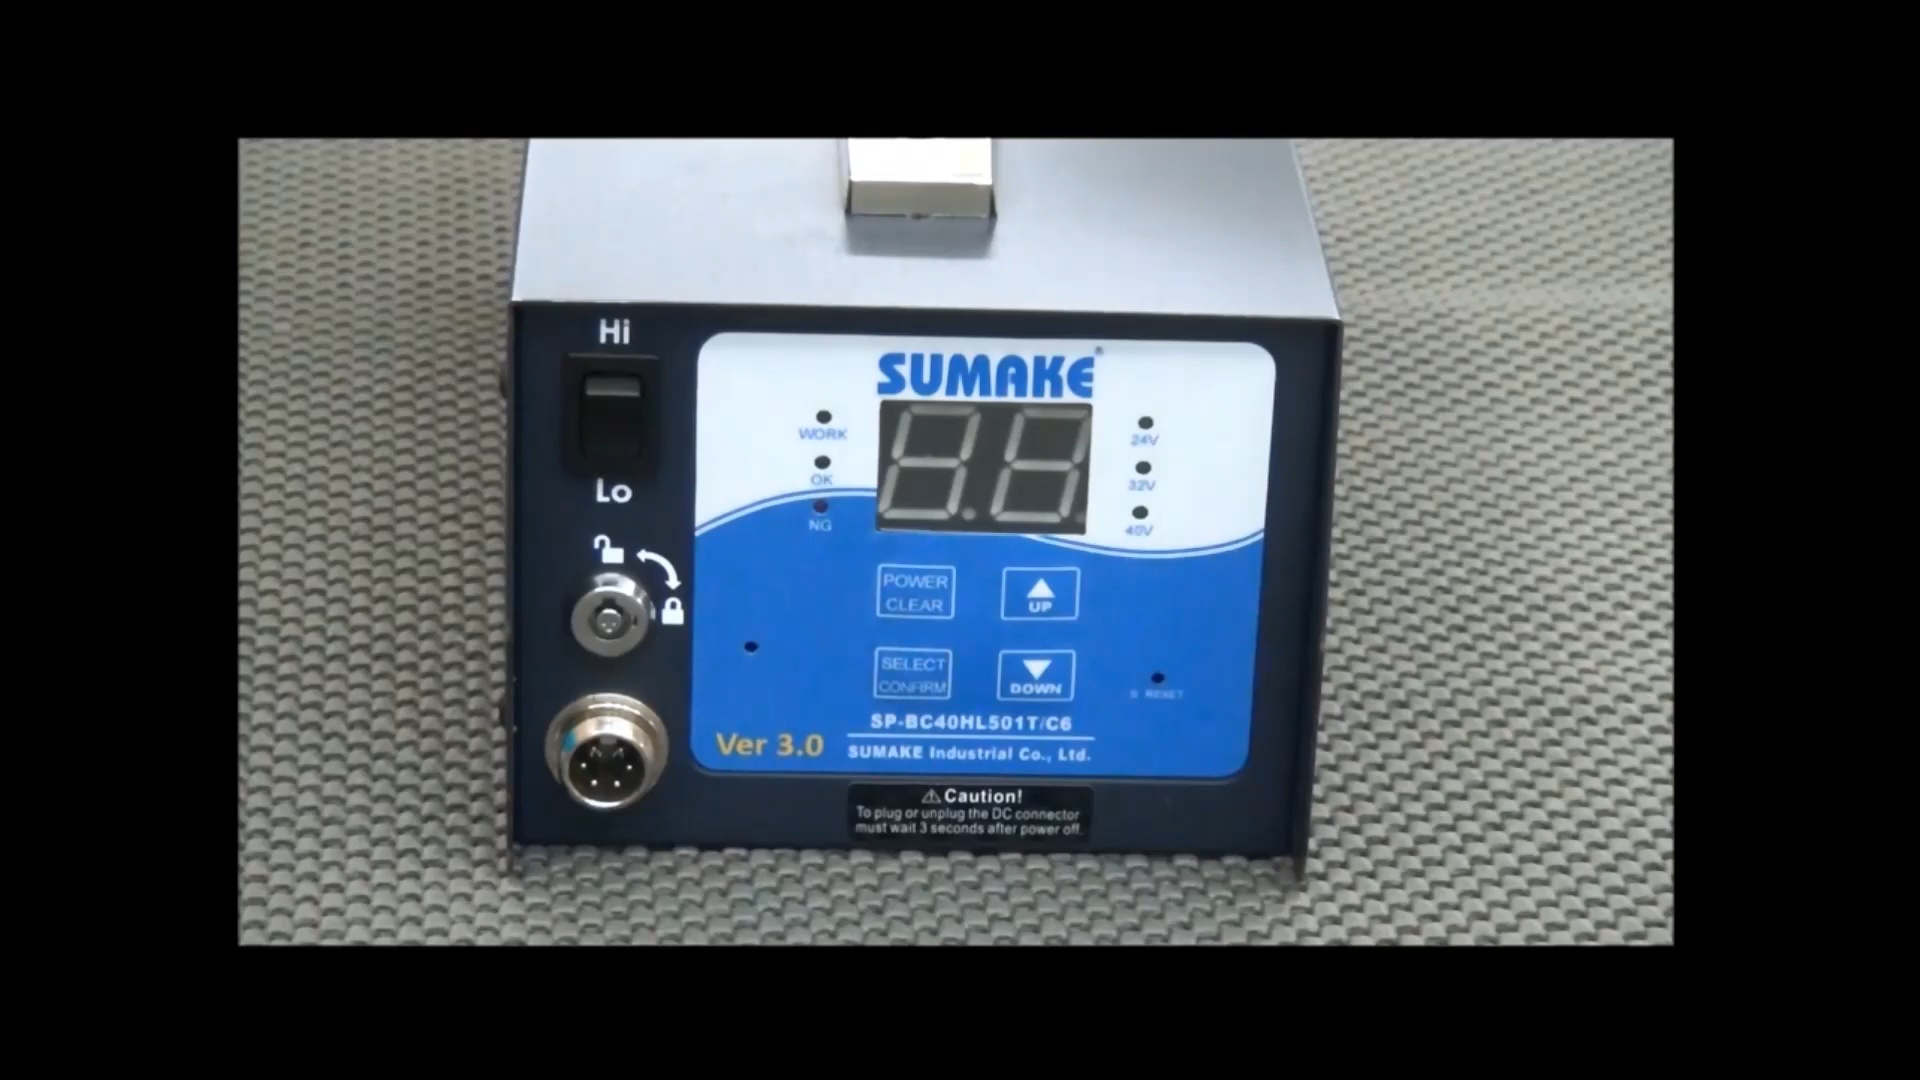 Hi
SUMAKE®
WORK
24V
OK
32V
Lo
NG
40V
POWER
CLEAR
UP
SELECT
CONFIRM
DOWN
RESET
SP-BC40HL501T/C6
Ver 3.0
SUMAKE Industrial Co., Ltd.
⚠Caution!
To plug or unplug the DC connector
must wait 3 seconds after power off.